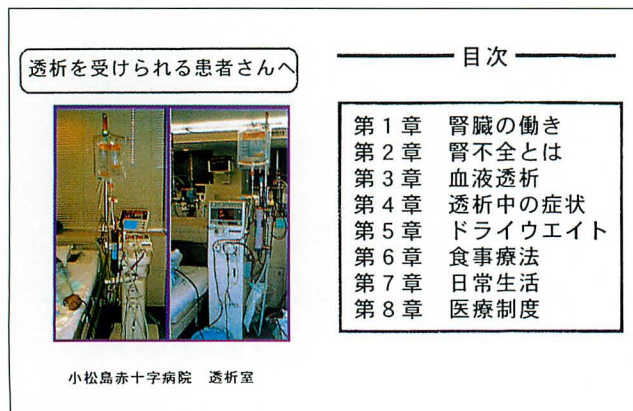 透析を受けられる患者さんへ
小松島赤十字病院 透析室
目次
第1章 腎臓の働き
第2章 腎不全とは
第3章 血液透析
第4章 透析中の症状
第5章 ドライウエイト
第6章 食事療法
第7章 日常生活
第8章 医療制度